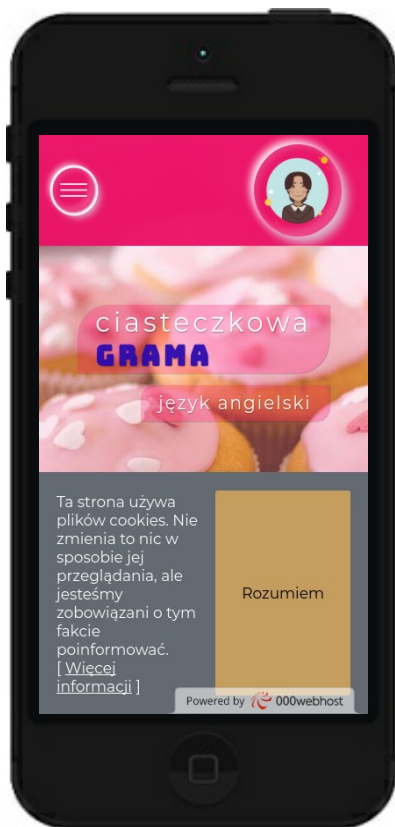 ciasteczkowa
GRAMA
język angielski
Ta strona używa
plików cookies. Nie
zmienia to nic w
sposobie jej
przeglądania, ale
jesteśmy
zobowiązani o tym
fakcie
poinformować.
[ Więcej
informacji ]
Rozumiem
Powered by 000webhost